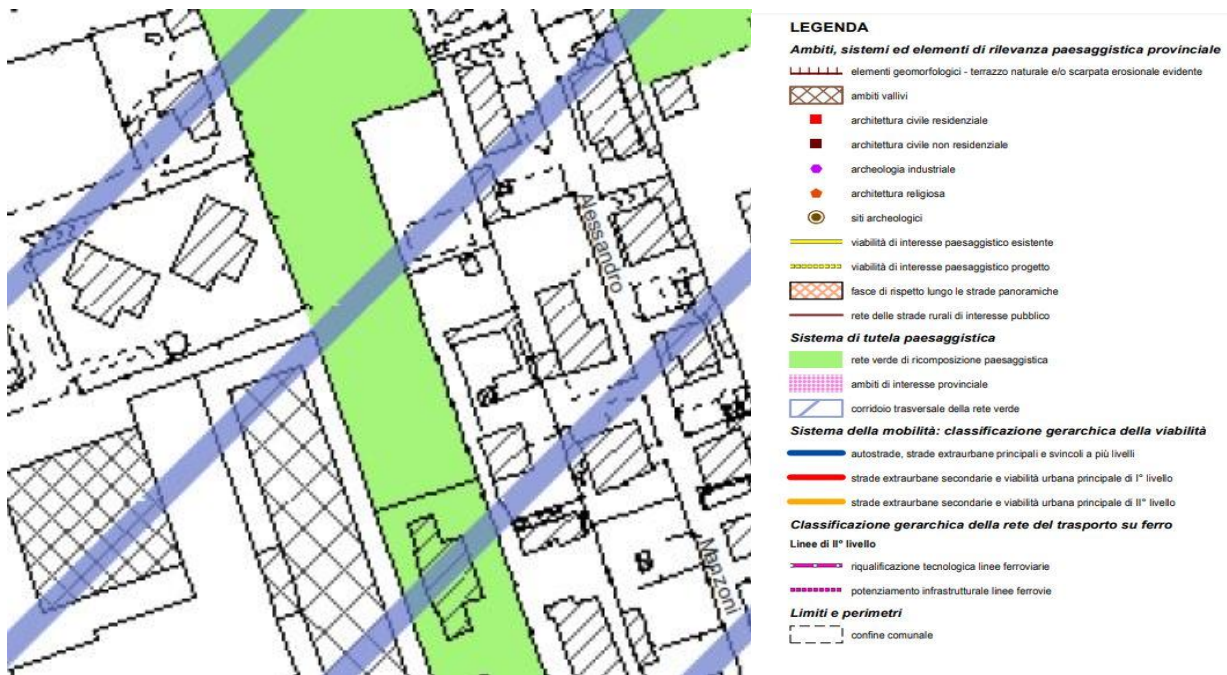 Alessandro
Manzoni
LEGENDA
Ambiti, sistemi ed elementi di rilevanza paesaggistica provinciale
elementi geomorfologici - terrazzo naturale e/o scarpata erosionale evidente
ambiti vallivi
architettura civile residenziale
architettura civile non residenziale
archeologia industriale
architettura religiosa
siti archeologici
viabilità di interesse paesaggistico esistente
viabilità di interesse paesaggistico progetto
fasce di rispetto lungo le strade panoramiche
rete delle strade rurali di interesse pubblico
Sistema di tutela paesaggistica
rete verde di ricomposizione paesaggistica
ambiti di interesse provinciale
corridoio trasversale della rete verde
Sistema della mobilità: classificazione gerarchica della viabilità
autostrade, strade extraurbane principali e svincoli a più livelli
strade extraurbane secondarie e viabilità urbana principale di I° livello
strade extraurbane secondarie e viabilità urbana principale di II° livello
Classificazione gerarchica della rete del trasporto su ferro
Linee di II° livello
riqualificazione tecnologica linee ferroviarie
potenziamento infrastrutturale linee ferrovie
Limiti e perimetri
confine comunale